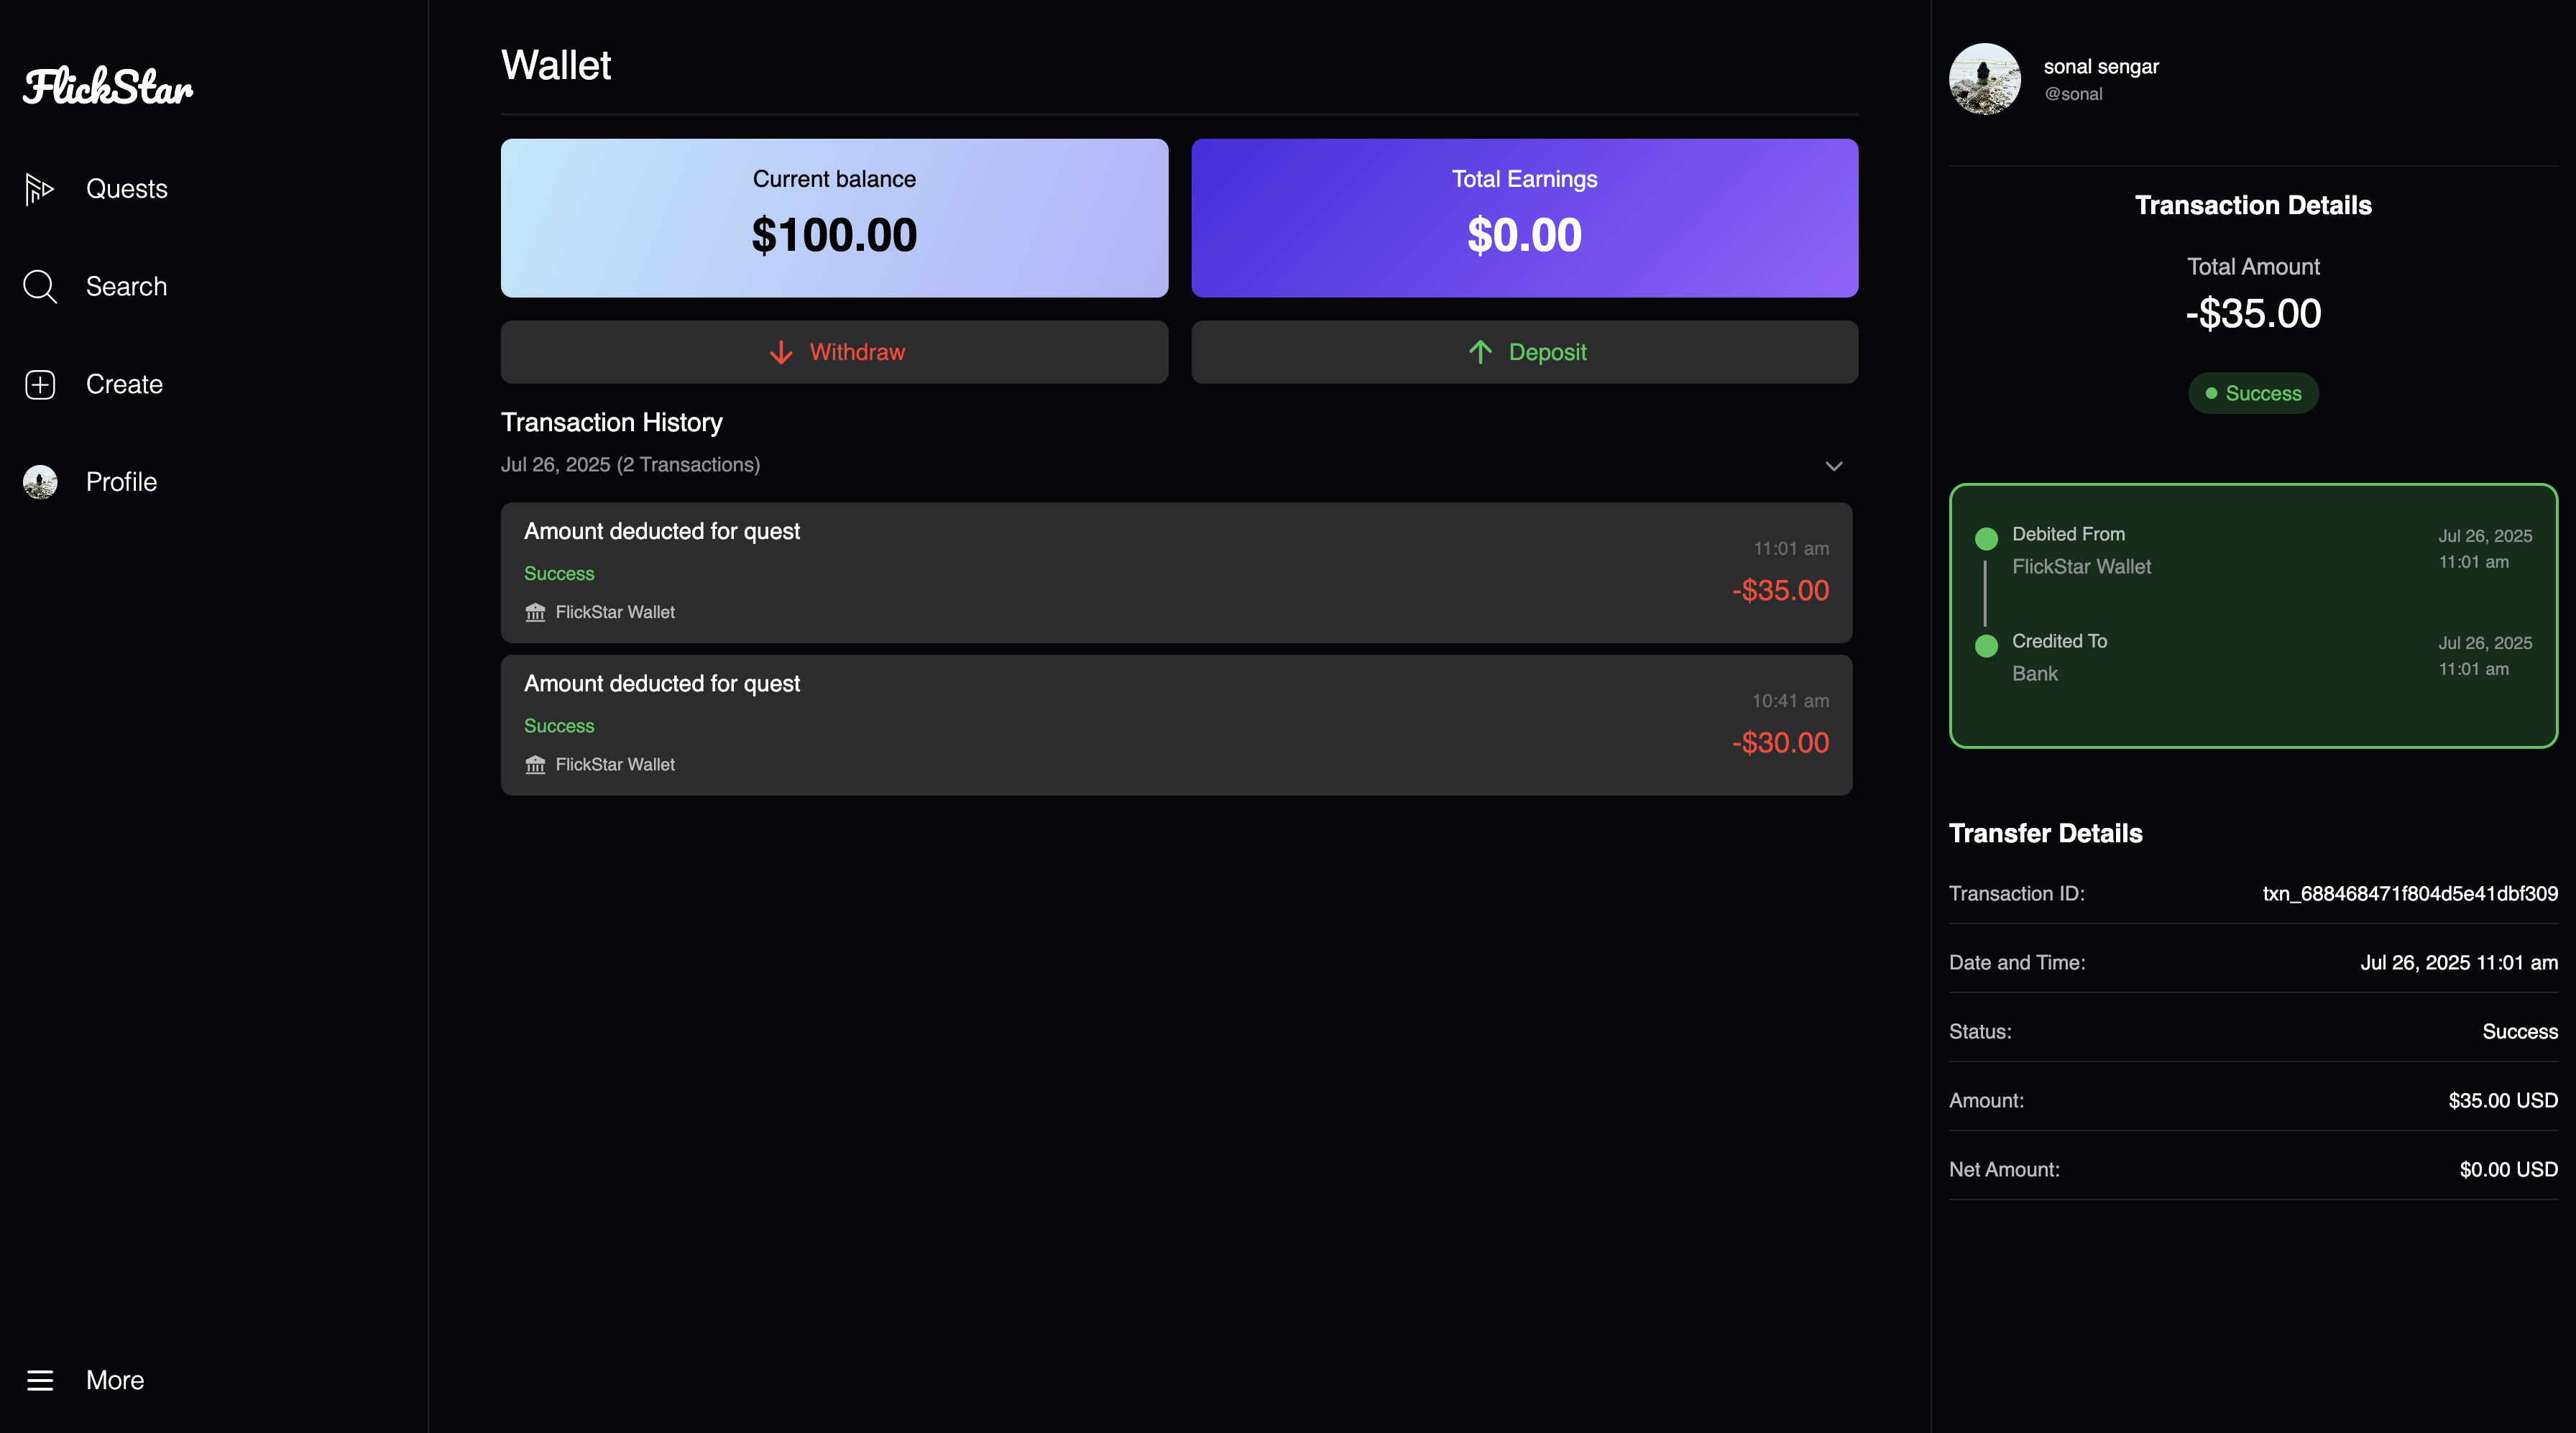 FlickStar
Quests
Search
Create
Profile
More
Wallet
Current balance
$100.00
Total Earnings
$0.00
Withdraw
Deposit
Transaction History
Jul 26, 2025 (2 Transactions)
Amount deducted for quest
11:01 am
Success
-$35.00
FlickStar Wallet
Amount deducted for quest
10:41 am
Success
-$30.00
FlickStar Wallet
sonal sengar
@sonal
Transaction Details
Total Amount
-$35.00
Success
Debited From
Jul 26, 2025
FlickStar Wallet
11:01 am
Credited To
Jul 26, 2025
Bank
11:01 am
Transfer Details
Transaction ID: txn_688468471f804d5e41dbf309
Date and Time: Jul 26, 2025 11:01 am
Status: Success
Amount: $35.00 USD
Net Amount: $0.00 USD